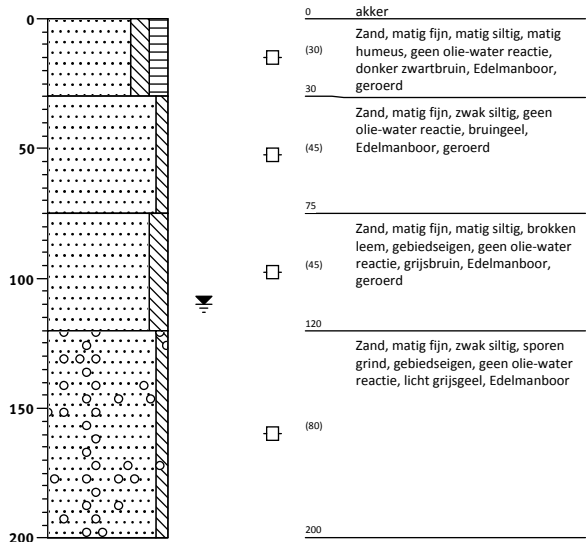 0
50
100
150
200
0 akker
(30)
Zand, matig fijn, matig siltig, matig
humeus, geen olie-water reactie,
donker zwartbruin, Edelmanboor,
geroerd
30
(45)
Zand, matig fijn, zwak siltig, geen
olie-water reactie, bruingeel,
Edelmanboor, geroerd
75
(45)
Zand, matig fijn, matig siltig, brokken
leem, gebiedseigen, geen olie-water
reactie, grijsbruin, Edelmanboor,
geroerd
120
Zand, matig fijn, zwak siltig, sporen
grind, gebiedseigen, geen olie-water
reactie, licht grijsgeel, Edelmanboor
(80)
200